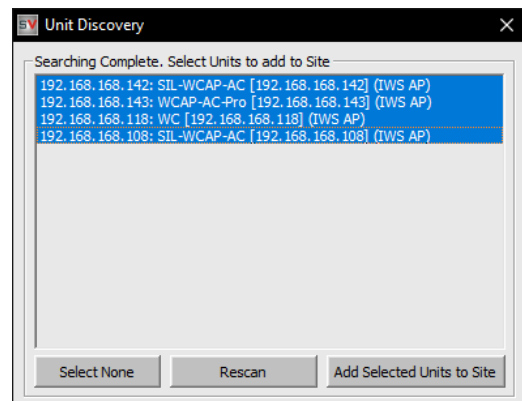 SV Unit Discovery
Searching Complete. Select Units to add to Site
192.168.168.142: SIL-WCAP-AC [192.168.168.142] (IWS AP)
192.168.168.143: WCAP-AC-Pro [192.168.168.143] (IWS AP)
192.168.168.118: WC [192.168.168.118] (IWS AP)
192.168.168.108: SIL-WCAP-AC [192.168.168.108] (IWS AP)
Select None Rescan Add Selected Units to Site